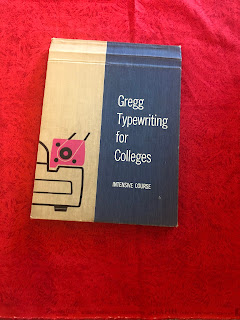 Gregg
Typewriting
for
Colleges
INTENSIVE COURSE